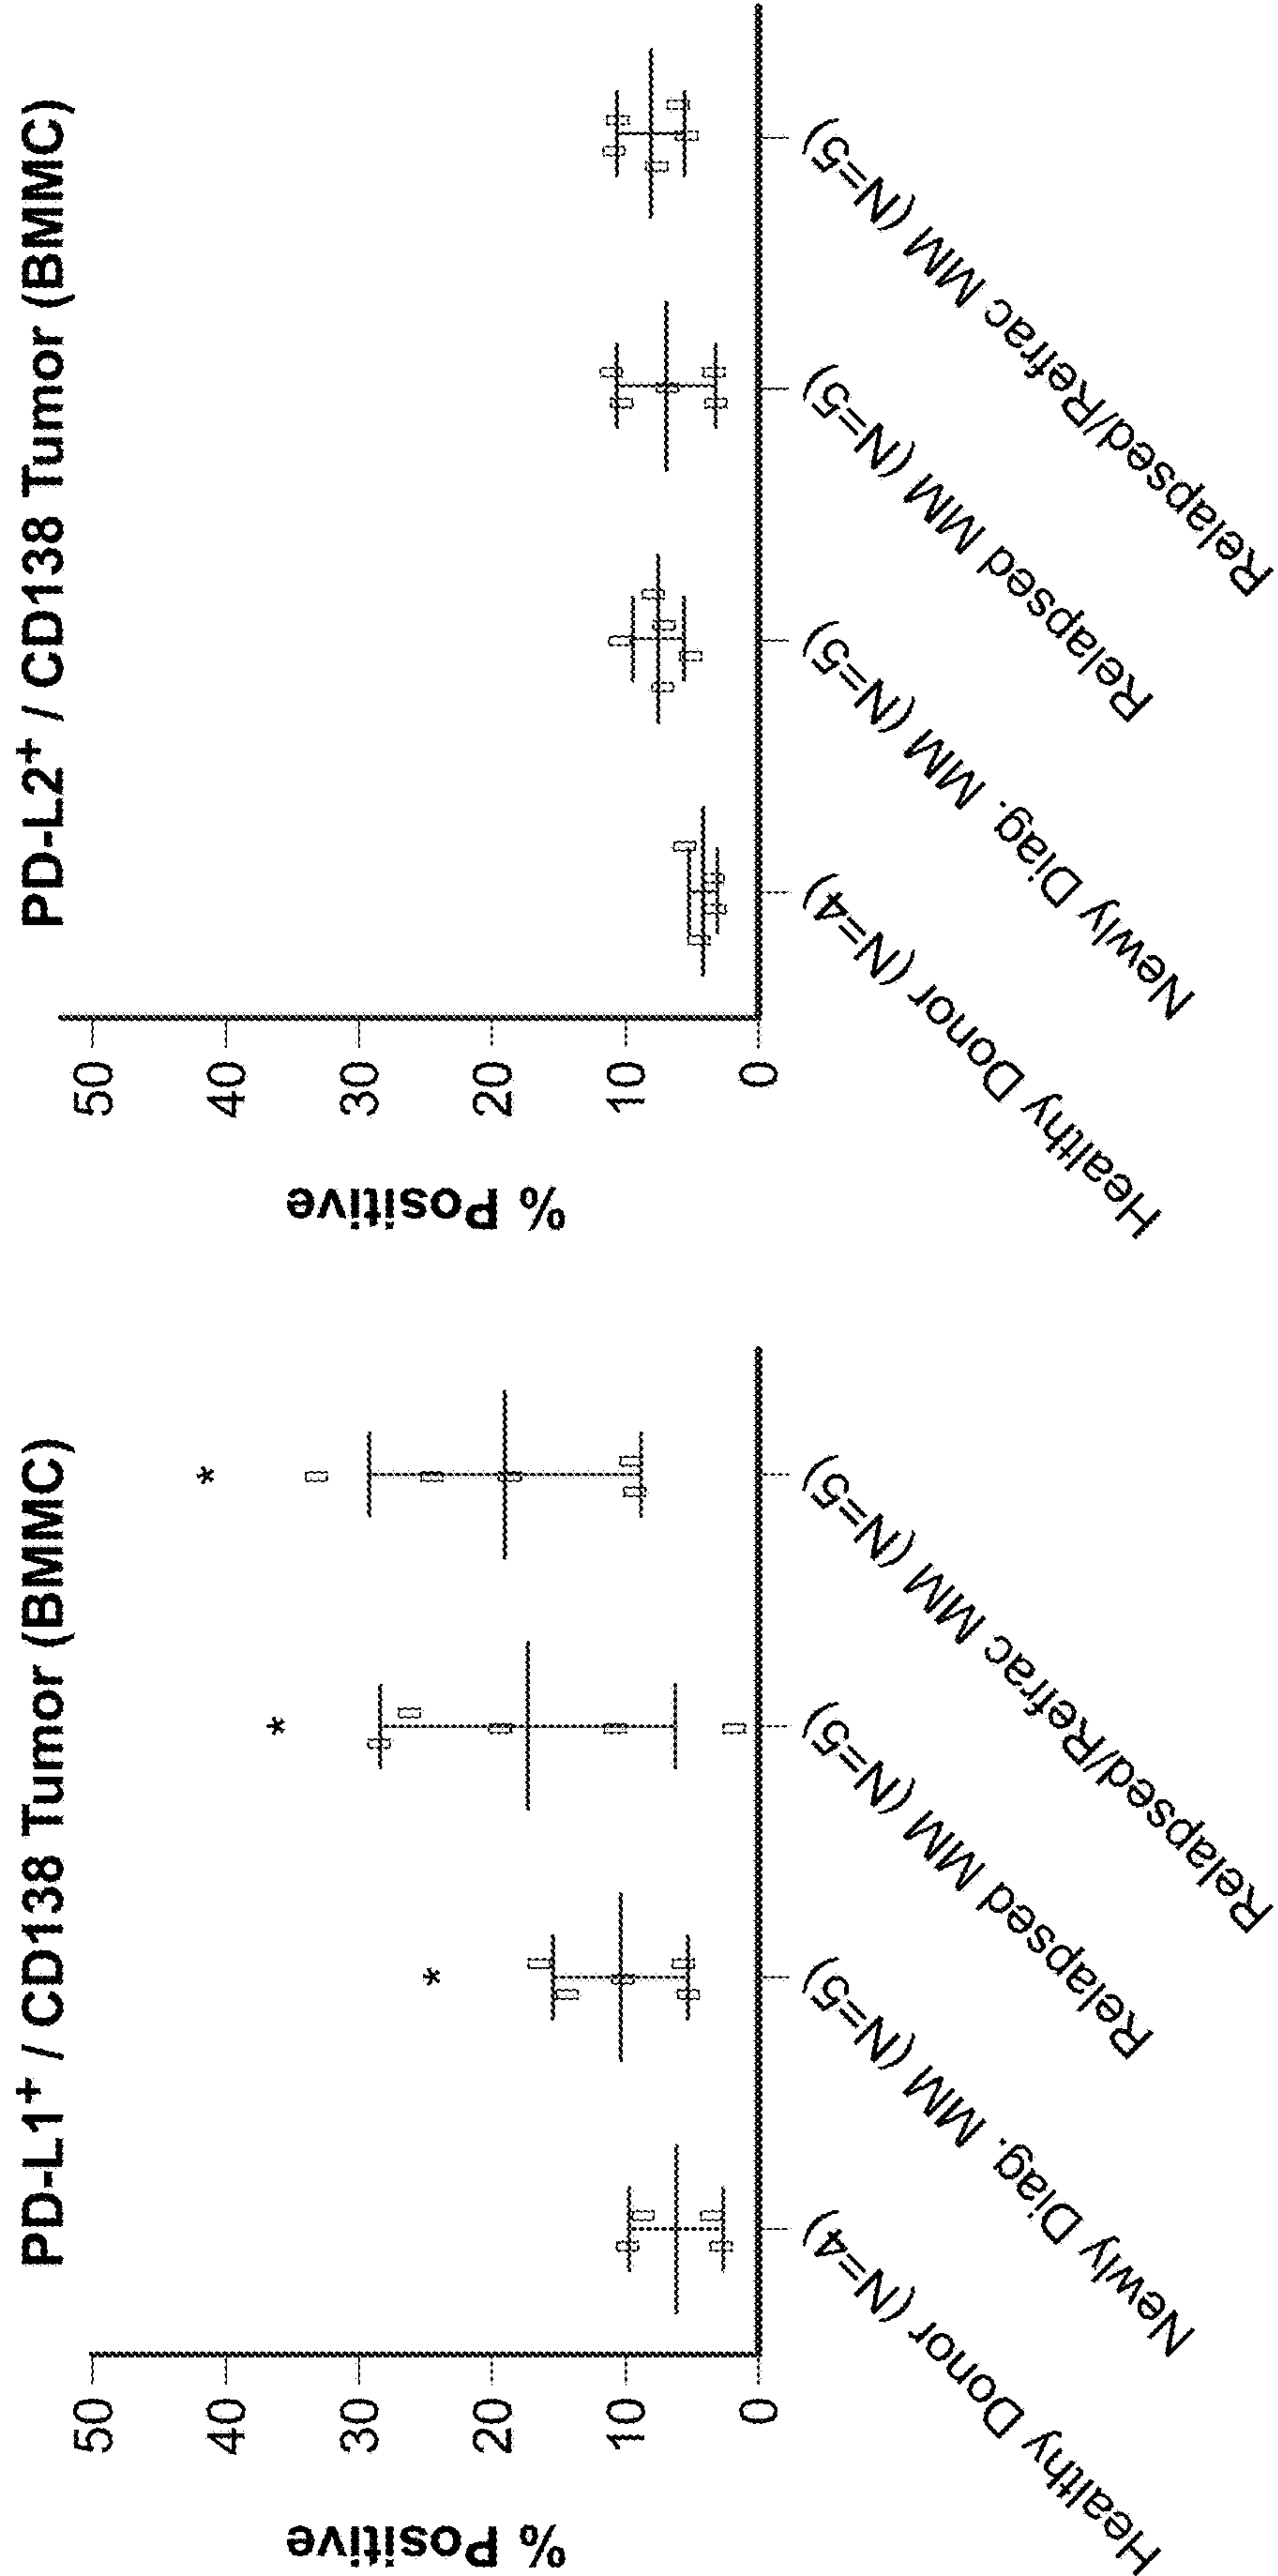 PD-L1⁺ / CD138 Tumor (BMMC)
% Positive
50
40
30
20
10
0
*
*
*
Healthy Donor (N=4)
Newly Diag. MM (N=5)
Relapsed MM (N=5)
Relapsed/Refrac MM (N=5)
PD-L2⁺ / CD138 Tumor (BMMC)
% Positive
50
40
30
20
10
0
Healthy Donor (N=4)
Newly Diag. MM (N=5)
Relapsed MM (N=5)
Relapsed/Refrac MM (N=5)